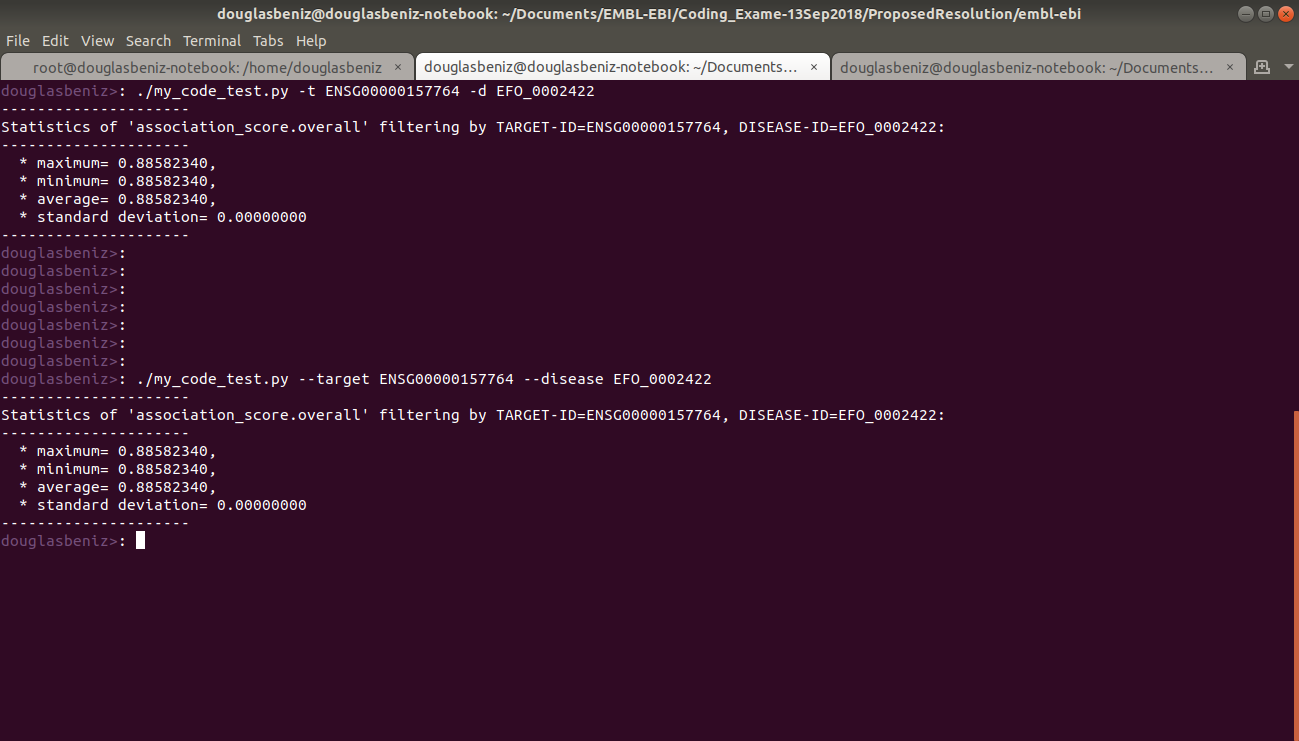 douglasbeniz@douglasbeniz-notebook: ~/Documents/EMBL-EBI/Coding_Exame-13Sep2018/ProposedResolution/embl-ebi
File Edit View Search Terminal Tabs Help
root@douglasbeniz-notebook: /home/douglasbeniz × douglasbeniz@douglasbeniz-notebook: ~/Documents... × douglasbeniz@douglasbeniz-notebook: ~/Documents... ×
douglasbeniz>: ./my_code_test.py -t ENSG00000157764 -d EFO_0002422
---------------------
Statistics of 'association_score.overall' filtering by TARGET-ID=ENSG00000157764, DISEASE-ID=EFO_0002422:
---------------------
  * maximum= 0.88582340,
  * minimum= 0.88582340,
  * average= 0.88582340,
  * standard deviation= 0.00000000
---------------------
douglasbeniz>:
douglasbeniz>:
douglasbeniz>:
douglasbeniz>:
douglasbeniz>:
douglasbeniz>:
douglasbeniz>:
douglasbeniz>: ./my_code_test.py --target ENSG00000157764 --disease EFO_0002422
---------------------
Statistics of 'association_score.overall' filtering by TARGET-ID=ENSG00000157764, DISEASE-ID=EFO_0002422:
---------------------
  * maximum= 0.88582340,
  * minimum= 0.88582340,
  * average= 0.88582340,
  * standard deviation= 0.00000000
---------------------
douglasbeniz>: